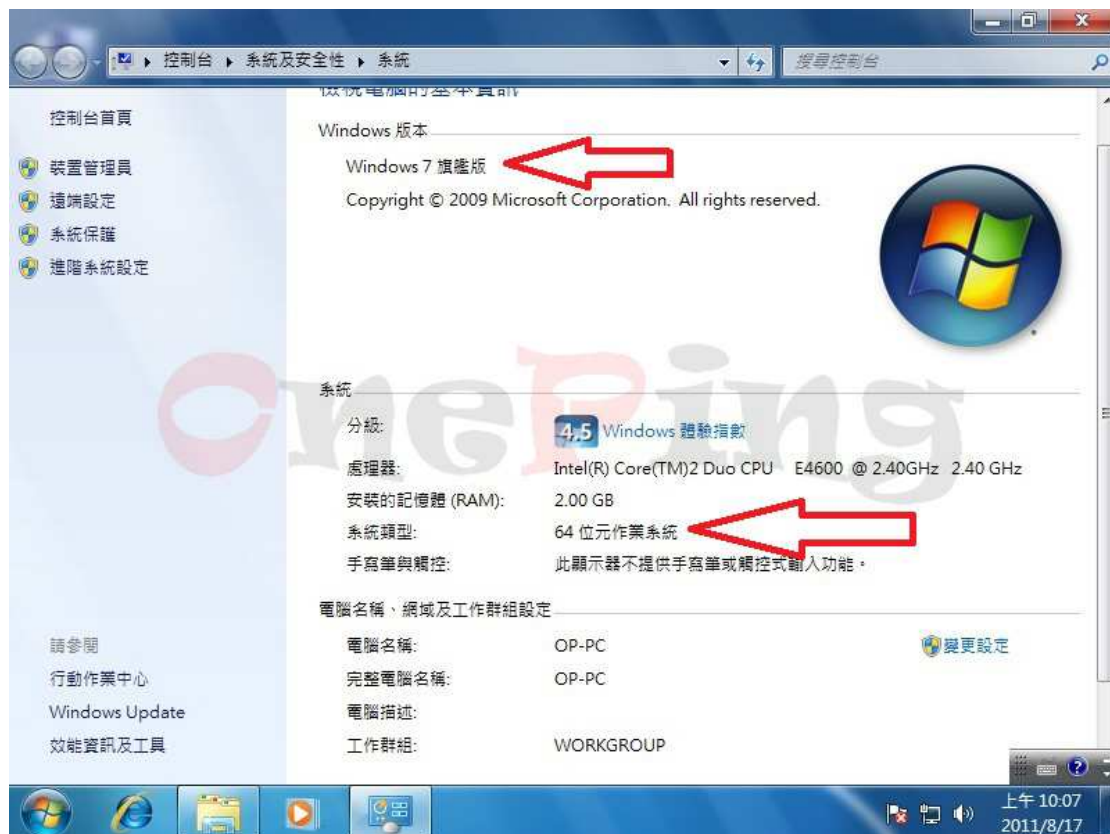 控制台 ▸ 系統及安全性 ▸ 系統
搜尋控制台
控制台首頁
裝置管理員
遠端設定
系統保護
進階系統設定
請參閱
行動作業中心
Windows Update
效能資訊及工具
檢視電腦的基本資訊
Windows 版本
Windows 7 旗艦版
Copyright © 2009 Microsoft Corporation. All rights reserved.
系統
分級:
4.5 Windows 體驗指數
處理器: Intel(R) Core(TM)2 Duo CPU E4600 @ 2.40GHz 2.40 GHz
安裝的記憶體 (RAM): 2.00 GB
系統類型: 64 位元作業系統
手寫筆與觸控: 此顯示器不提供手寫筆或觸控式輸入功能。
電腦名稱、網域及工作群組設定
電腦名稱: OP-PC
變更設定
完整電腦名稱: OP-PC
電腦描述:
工作群組: WORKGROUP
OnePing
上午 10:07
2011/8/17